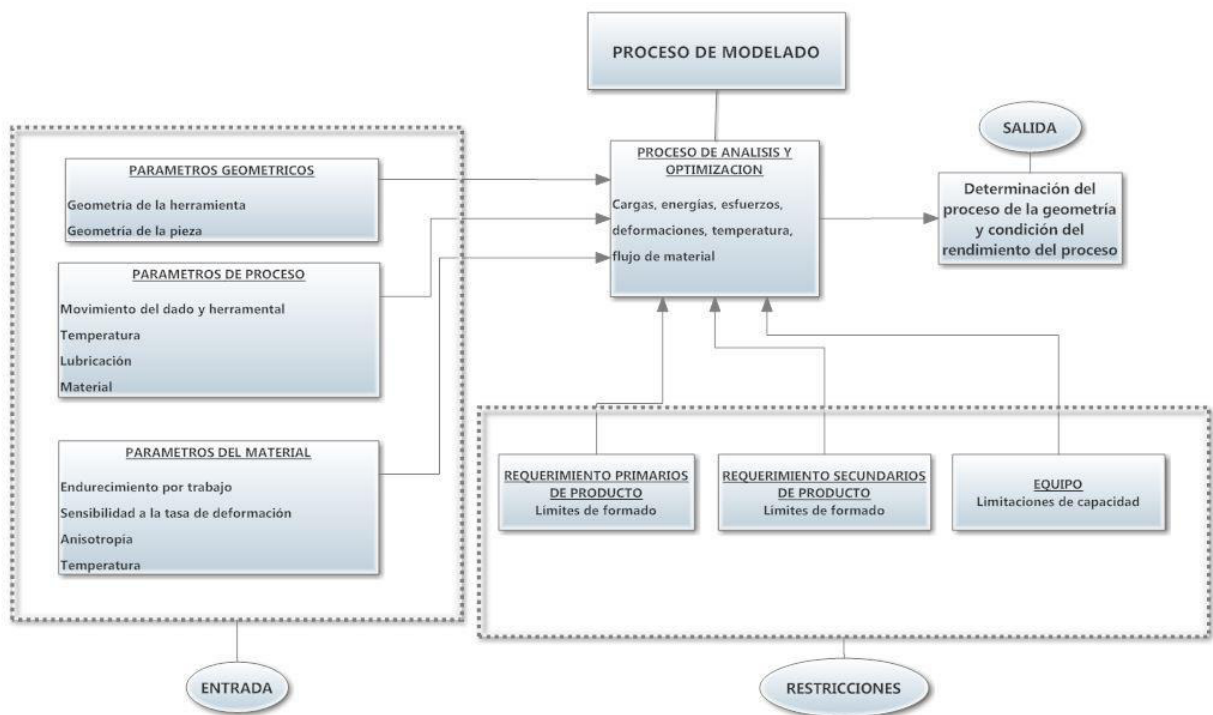 PROCESO DE MODELADO
SALIDA
PARAMETROS GEOMETRICOS
Geometría de la herramienta
Geometría de la pieza
PROCESO DE ANALISIS Y
OPTIMIZACION
Cargas, energías, esfuerzos,
deformaciones, temperatura,
flujo de material
Determinación del
proceso de la geometría
y condición del
rendimiento del proceso
PARAMETROS DE PROCESO
Movimiento del dado y herramental
Temperatura
Lubricación
Material
PARAMETROS DEL MATERIAL
Endurecimiento por trabajo
Sensibilidad a la tasa de deformación
Anisotropía
Temperatura
REQUERIMIENTO PRIMARIOS
DE PRODUCTO
Límites de formado
REQUERIMIENTO SECUNDARIOS
DE PRODUCTO
Límites de formado
EQUIPO
Limitaciones de capacidad
ENTRADA
RESTRICCIONES